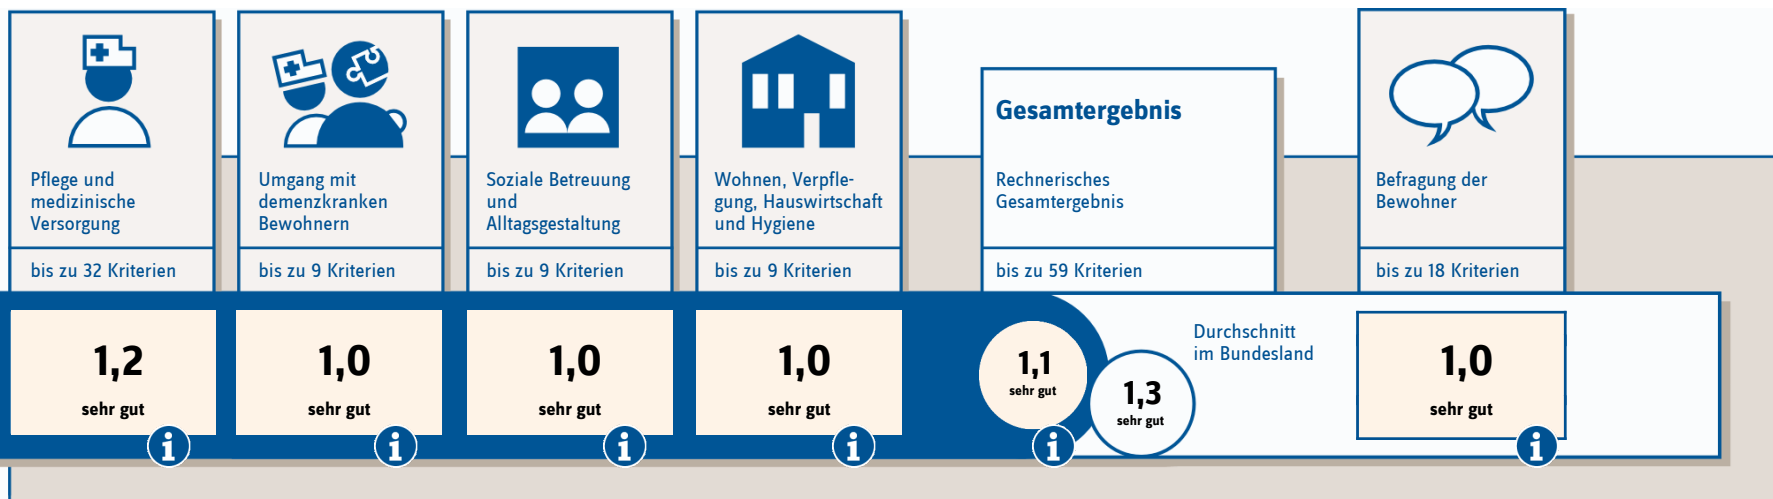 Pflege und
medizinische
Versorgung
bis zu 32 Kriterien
1,2
sehr gut
i
Umgang mit
demenzkranken
Bewohnern
bis zu 9 Kriterien
1,0
sehr gut
i
Soziale Betreuung
und
Alltagsgestaltung
bis zu 9 Kriterien
1,0
sehr gut
i
Wohnen, Verpfle-
gung, Hauswirtschaft
und Hygiene
bis zu 9 Kriterien
1,0
sehr gut
i
Gesamtergebnis
Rechnerisches
Gesamtergebnis
bis zu 59 Kriterien
1,1
sehr gut
i
1,3
sehr gut
Durchschnitt
im Bundesland
Befragung der
Bewohner
bis zu 18 Kriterien
1,0
sehr gut
i